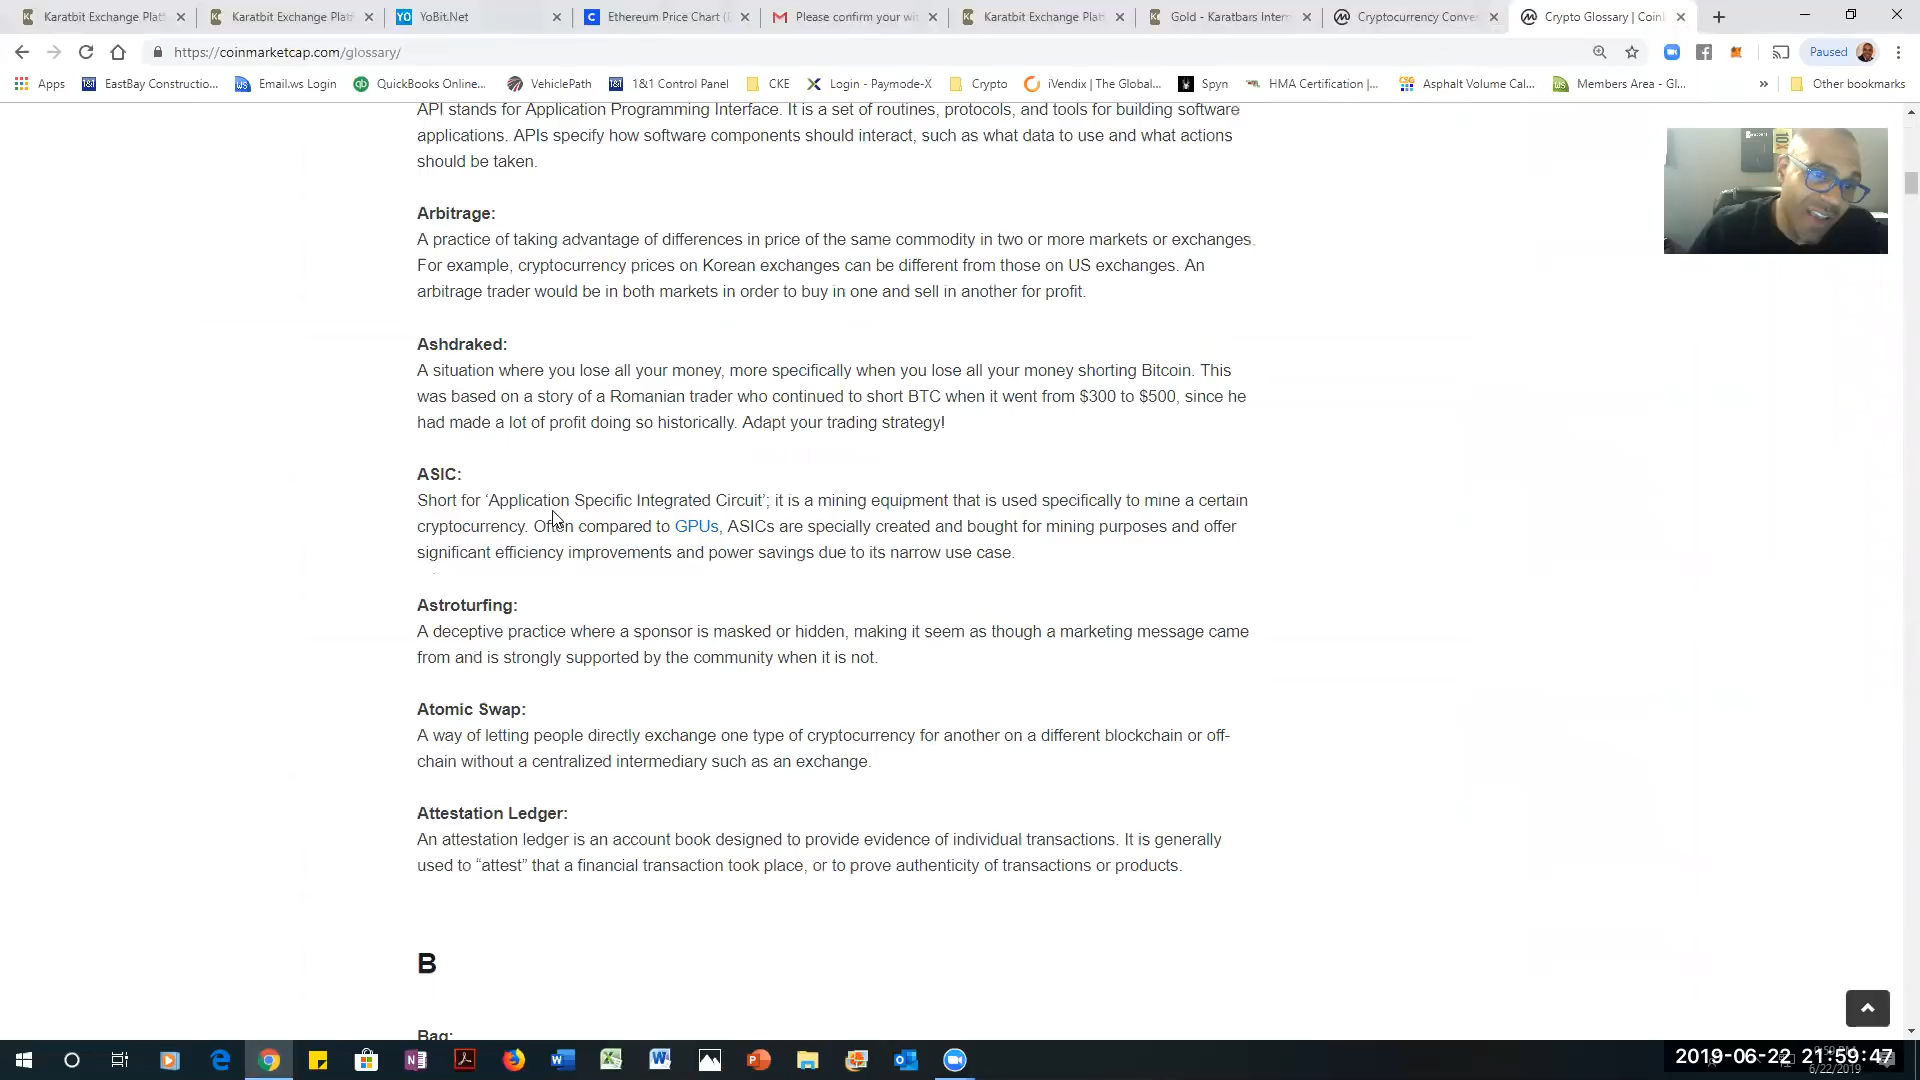 Karatbit Exchange Plat
Karatbit Exchange Plat
YO YoBit.Net
Ethereum Price Chart (
Please confirm your wi
Karatbit Exchange Plat
Gold - Karatbars Intern
Cryptocurrency Conve
Crypto Glossary | Coin
https://coinmarketcap.com/glossary/
Paused
Apps
EastBay Constructio...
Email.ws Login
QuickBooks Online...
VehiclePath
1&1 Control Panel
CKE
Login - Paymode-X
Crypto
iVendix | The Global...
Spyn
HMA Certification |...
Asphalt Volume Cal...
Members Area - Gl...
»
Other bookmarks
API stands for Application Programming Interface. It is a set of routines, protocols, and tools for building software
applications. APIs specify how software components should interact, such as what data to use and what actions
should be taken.
Arbitrage:
A practice of taking advantage of differences in price of the same commodity in two or more markets or exchanges.
For example, cryptocurrency prices on Korean exchanges can be different from those on US exchanges. An
arbitrage trader would be in both markets in order to buy in one and sell in another for profit.
Ashdraked:
A situation where you lose all your money, more specifically when you lose all your money shorting Bitcoin. This
was based on a story of a Romanian trader who continued to short BTC when it went from $300 to $500, since he
had made a lot of profit doing so historically. Adapt your trading strategy!
ASIC:
Short for ‘Application Specific Integrated Circuit’; it is a mining equipment that is used specifically to mine a certain
cryptocurrency. Often compared to GPUs, ASICs are specially created and bought for mining purposes and offer
significant efficiency improvements and power savings due to its narrow use case.
Astroturfing:
A deceptive practice where a sponsor is masked or hidden, making it seem as though a marketing message came
from and is strongly supported by the community when it is not.
Atomic Swap:
A way of letting people directly exchange one type of cryptocurrency for another on a different blockchain or off-
chain without a centralized intermediary such as an exchange.
Attestation Ledger:
An attestation ledger is an account book designed to provide evidence of individual transactions. It is generally
used to “attest” that a financial transaction took place, or to prove authenticity of transactions or products.
B
Bag:
2019-06-22 21:59:47
6/22/2019